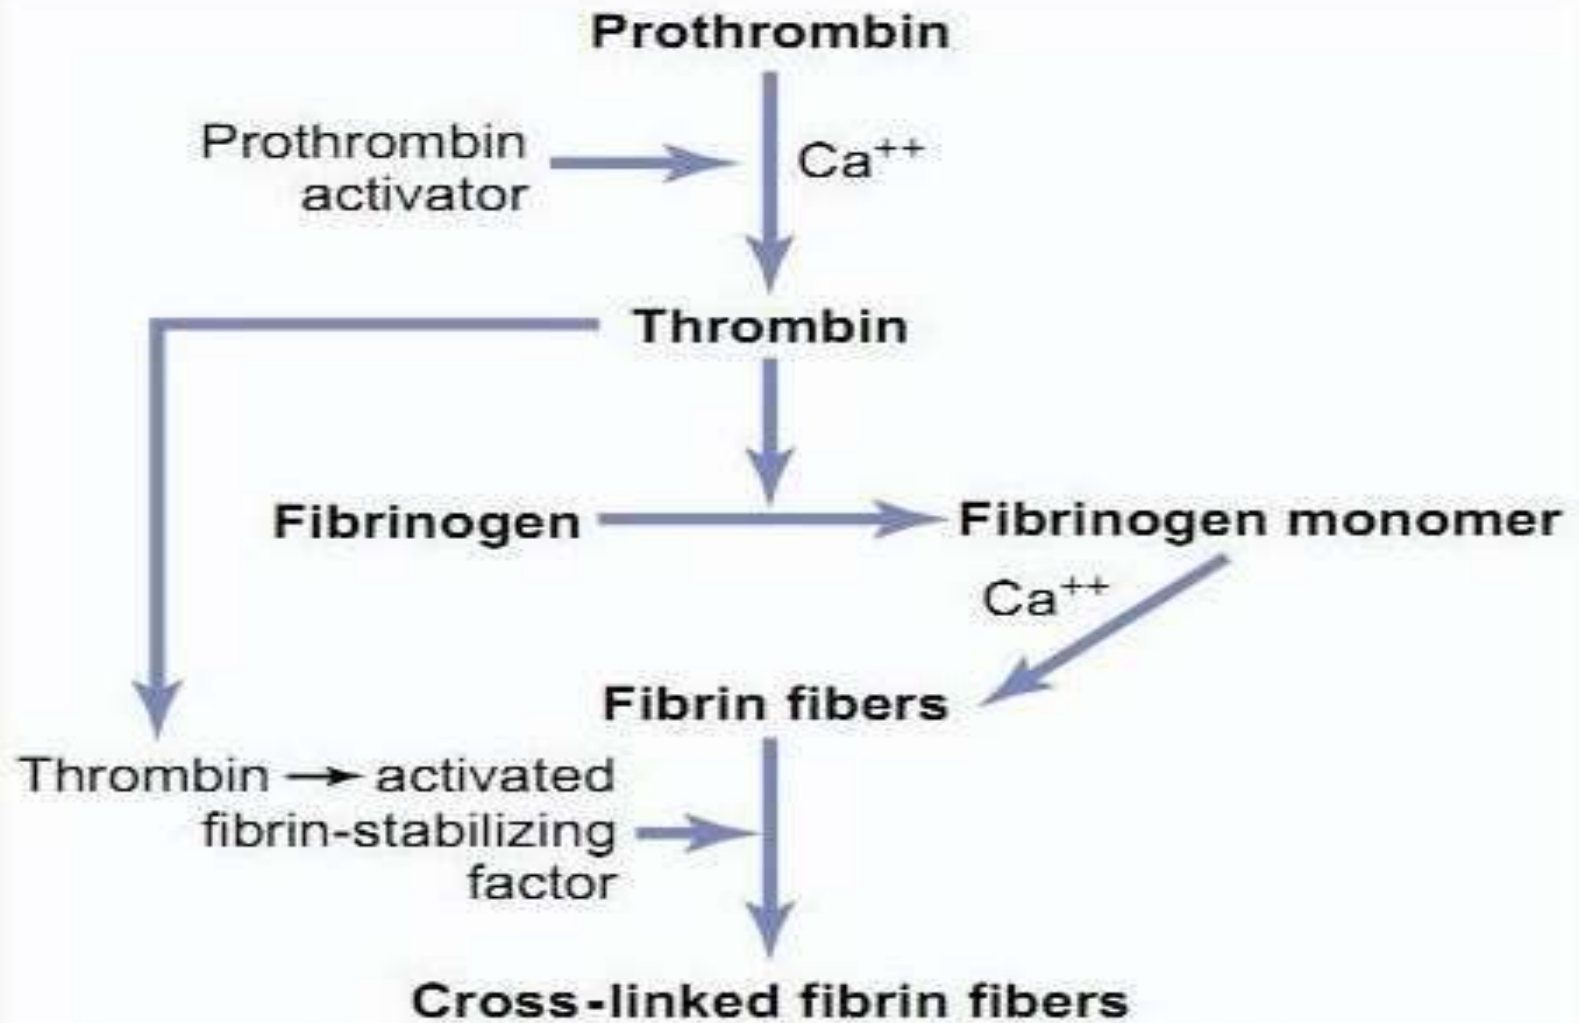 Prothrombin
Prothrombin
activator
Ca++
Thrombin
Fibrinogen
Fibrinogen monomer
Ca++
Fibrin fibers
Thrombin → activated
fibrin-stabilizing
factor
Cross-linked fibrin fibers